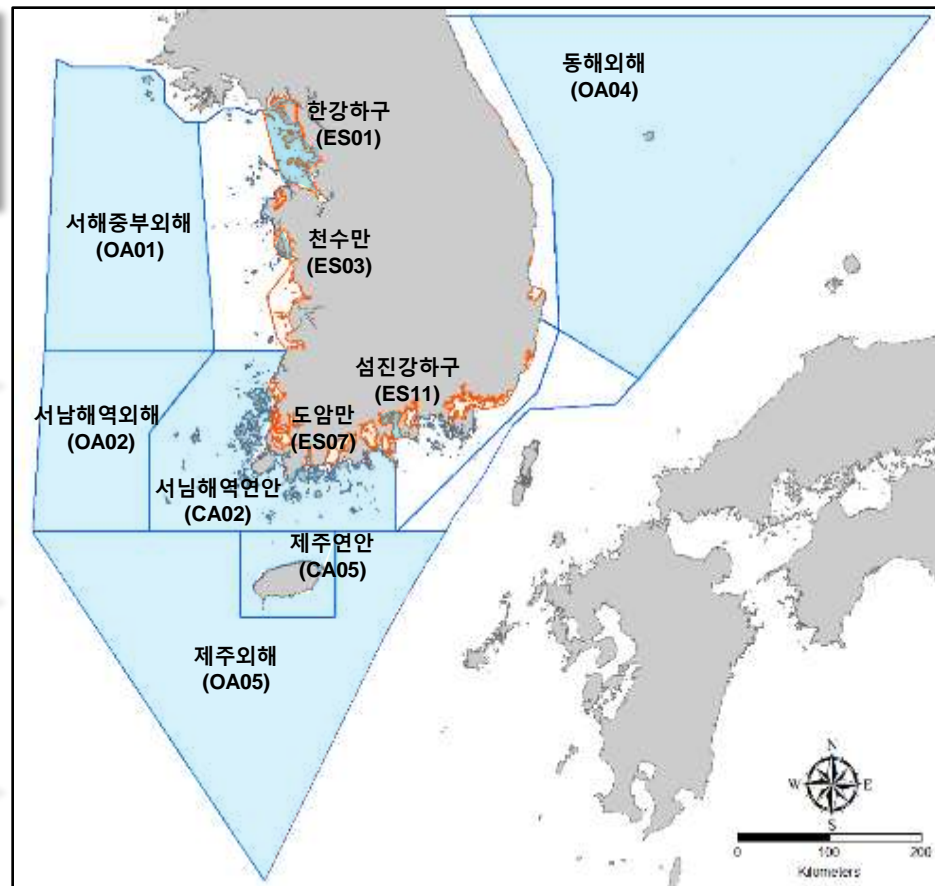 동해외해
(OA04)
한강하구
(ES01)
서해중부외해
(OA01)
천수만
(ES03)
섬진강하구
(ES11)
서남해역외해
(OA02)
도암만
(ES07)
서님해역연안
(CA02)
제주연안
(CA05)
제주외해
(OA05)
N
W E
S
0 100 200
Kilometers